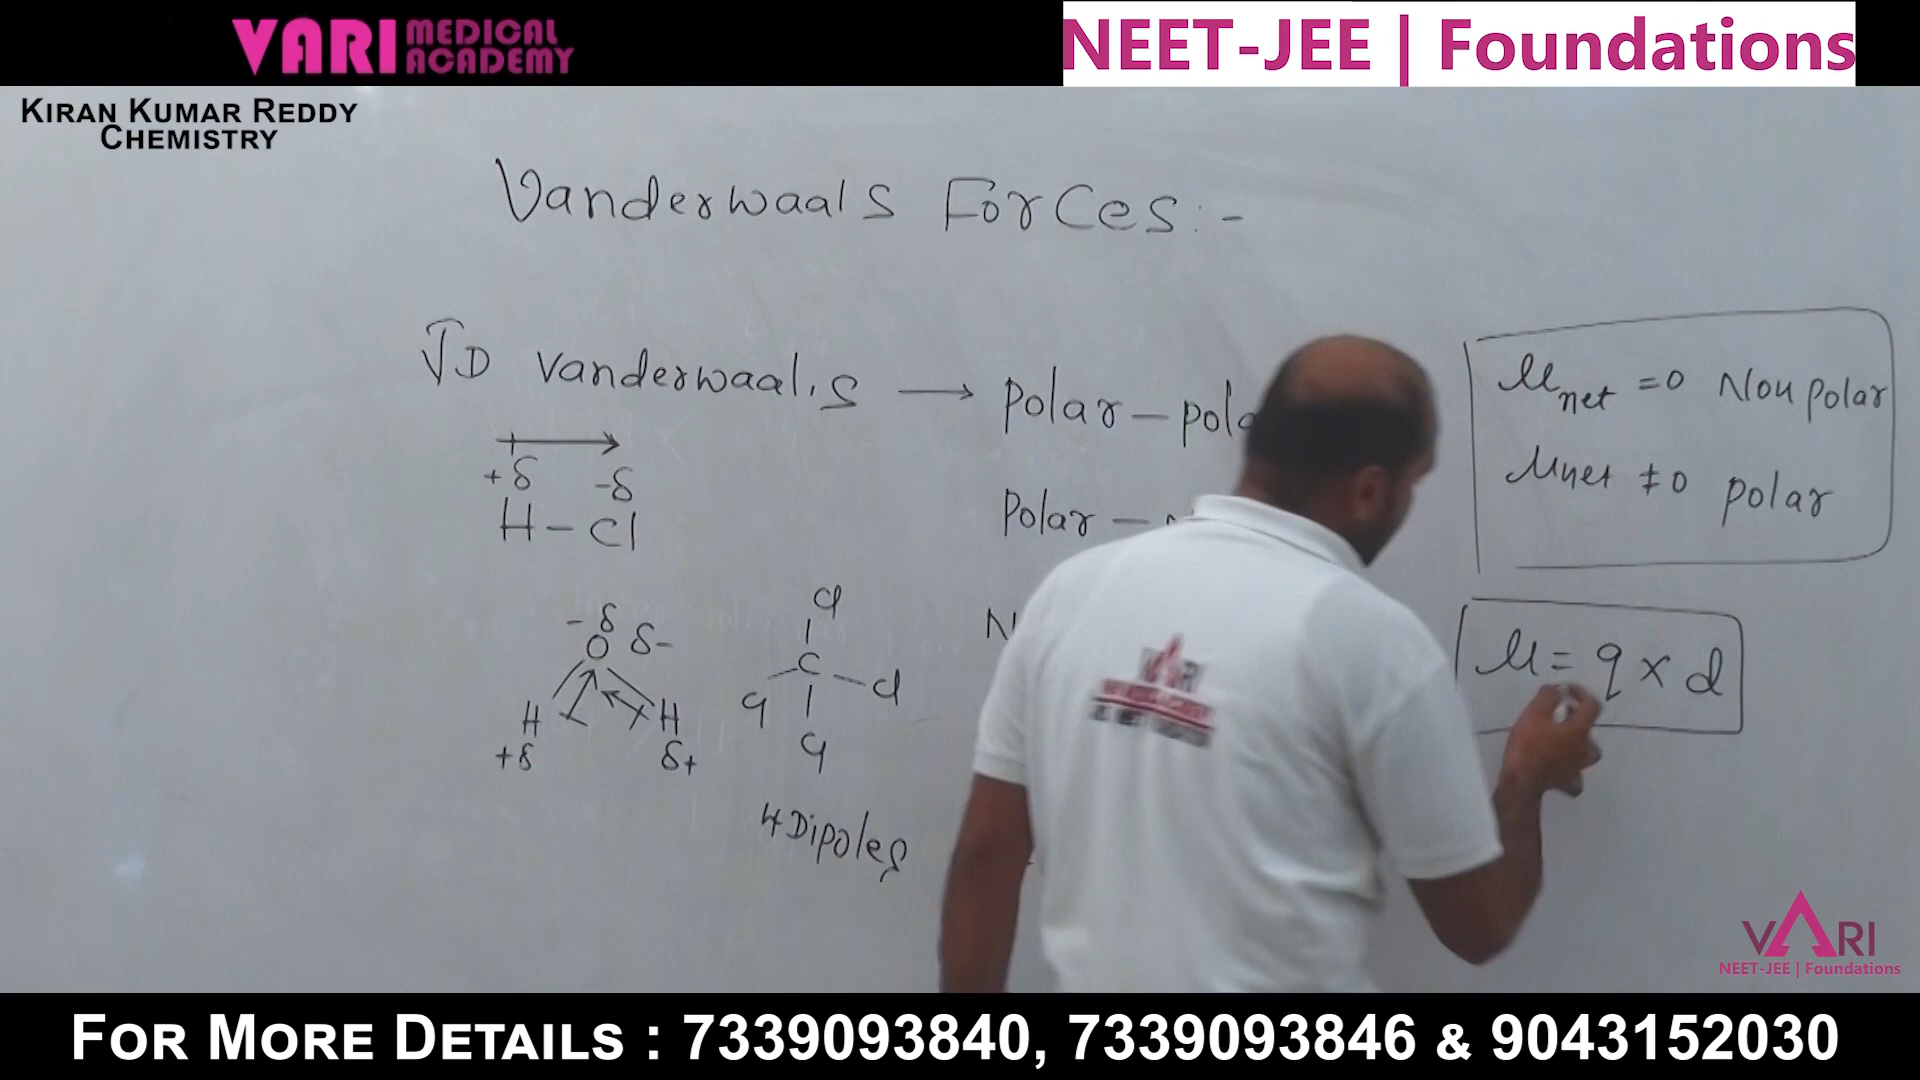 VARI MEDICAL ACADEMY
NEET-JEE | Foundations
KIRAN KUMAR REDDY
CHEMISTRY
Vanderwaals Forces:-
vanderwaals → polar – pola
Polar –
+δ -δ
H – Cl
μnet =0 Non polar
μnet ≠0 polar
μ = q x d
-δ
O δ-
H H
+δ δ+
Cl
C Cl
Cl
Cl
4 Dipoles
VARI
NEET-JEE | Foundations
FOR MORE DETAILS : 7339093840, 7339093846 & 9043152030